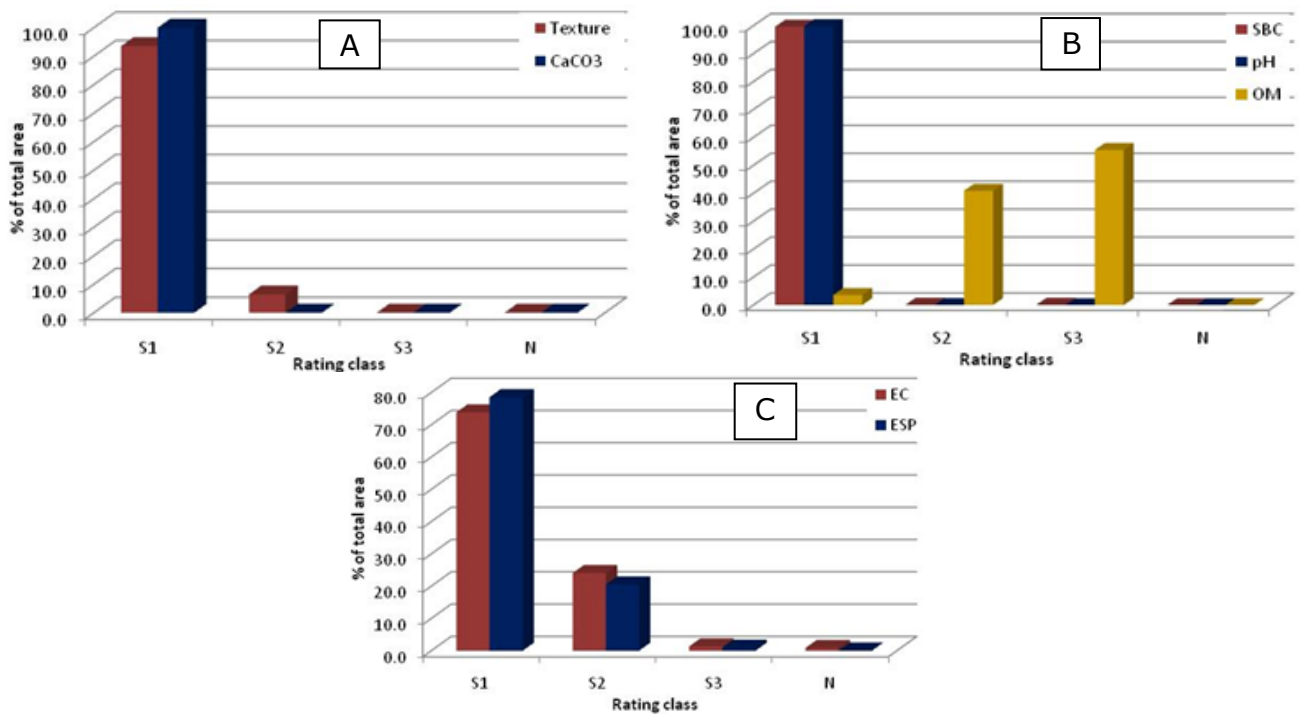 A
Texture
CaCO3
100.0
90.0
80.0
70.0
60.0
50.0
40.0
30.0
20.0
10.0
0.0
% of total area
S1 S2 S3 N
Rating class
B
SBC
pH
OM
100.0
90.0
80.0
70.0
60.0
50.0
40.0
30.0
20.0
10.0
0.0
% of total area
S1 S2 S3 N
Rating class
C
EC
ESP
80.0
70.0
60.0
50.0
40.0
30.0
20.0
10.0
0.0
% of total area
S1 S2 S3 N
Rating class